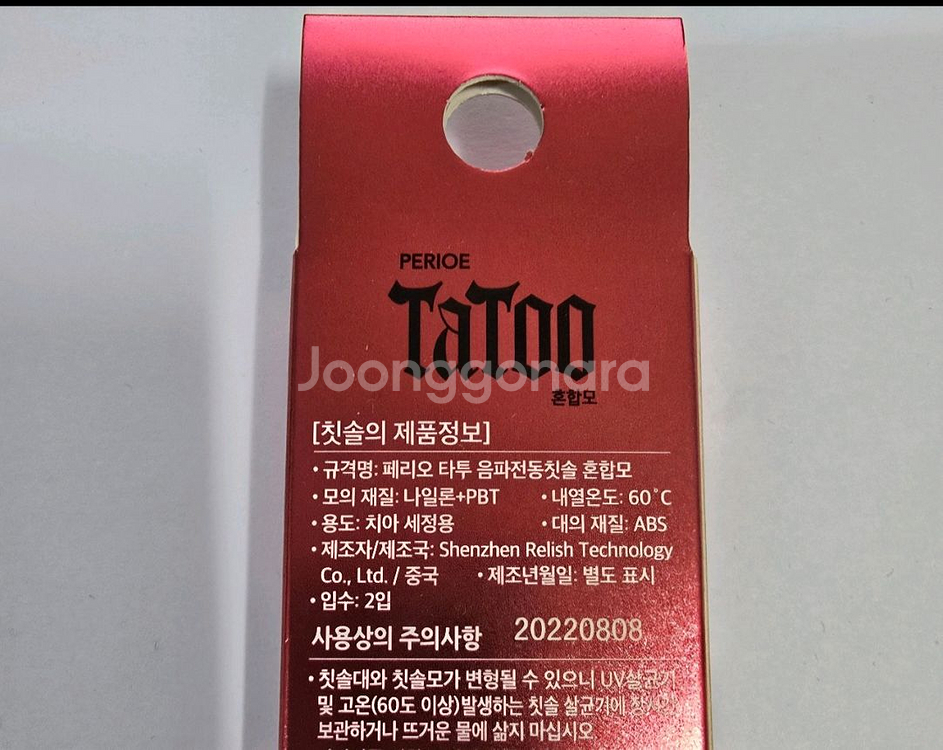 PERIOE
TaToo
Joonggonara
혼합모
[칫솔의 제품정보]
• 규격명: 페리오 타투 음파전동칫솔 혼합모
• 모의 재질: 나일론+PBT • 내열온도: 60˚C
• 용도: 치아 세정용 • 대의 재질: ABS
• 제조자/제조국: Shenzhen Relish Technology
Co., Ltd. / 중국 • 제조년월일: 별도 표시
• 입수: 2입
사용상의 주의사항 20220808
• 칫솔대와 칫솔모가 변형될 수 있으니 UV살균기
및 고온(60도 이상)발생하는 칫솔 살균기에
보관하거나 뜨거운 물에 삶지 마십시오